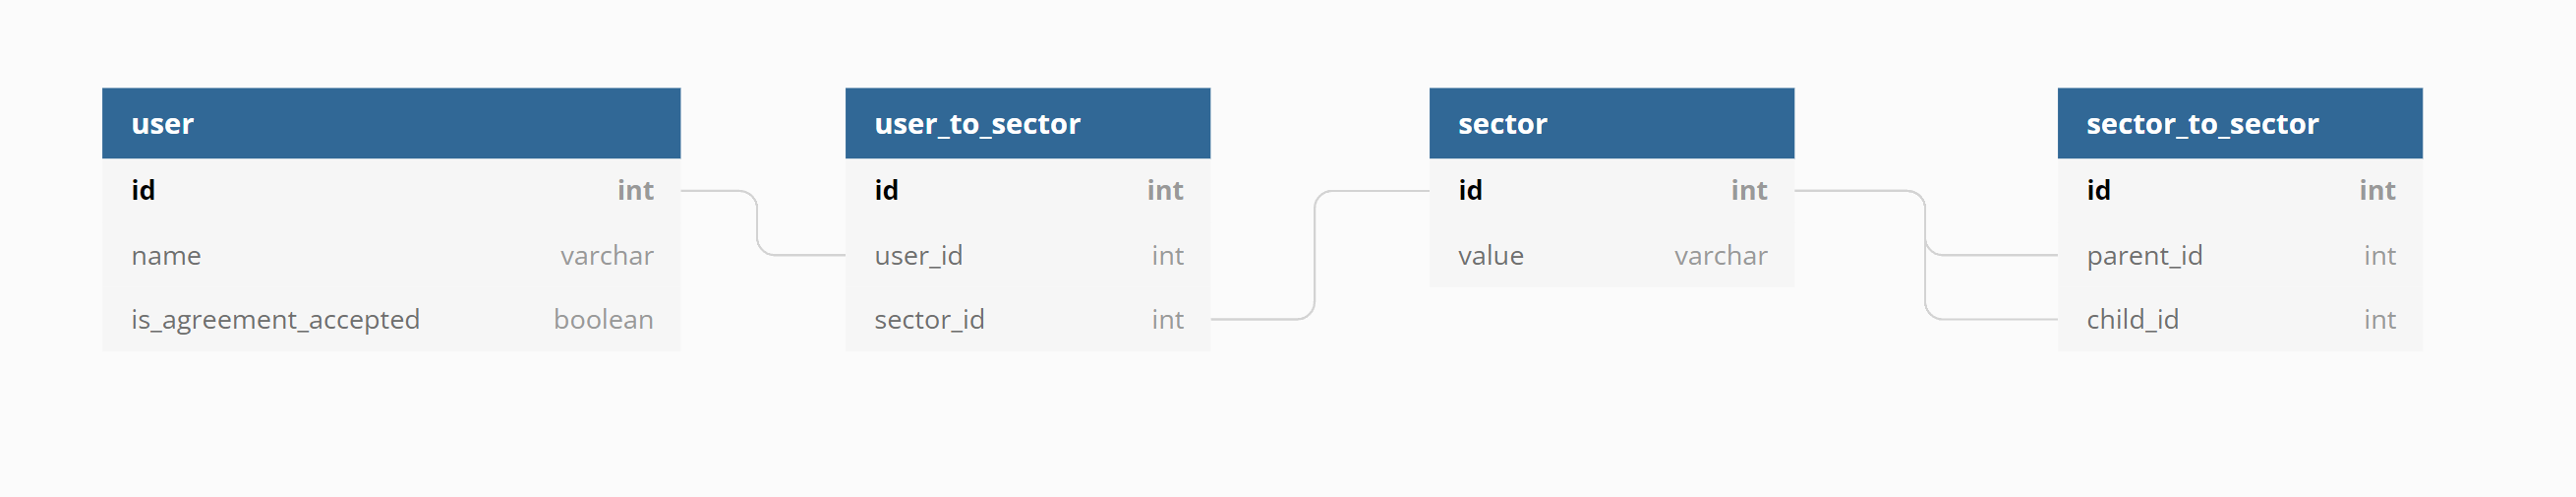 user
id int
name varchar
is_agreement_accepted boolean
user_to_sector
id int
user_id int
sector_id int
sector
id int
value varchar
sector_to_sector
id int
parent_id int
child_id int